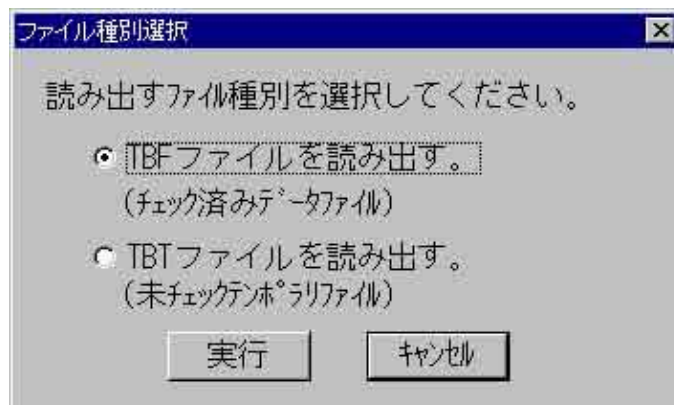 ファイル種別選択
読み出すﾌｧｲﾙ種別を選択してください。
TBFファイルを読み出す。
(ﾁｪｯｸ済みﾃﾞｰﾀﾌｧｲﾙ)
TBTファイルを読み出す。
(未ﾁｪｯｸﾃﾝﾎﾟﾗﾘﾌｧｲﾙ)
実行
ｷｬﾝｾﾙ